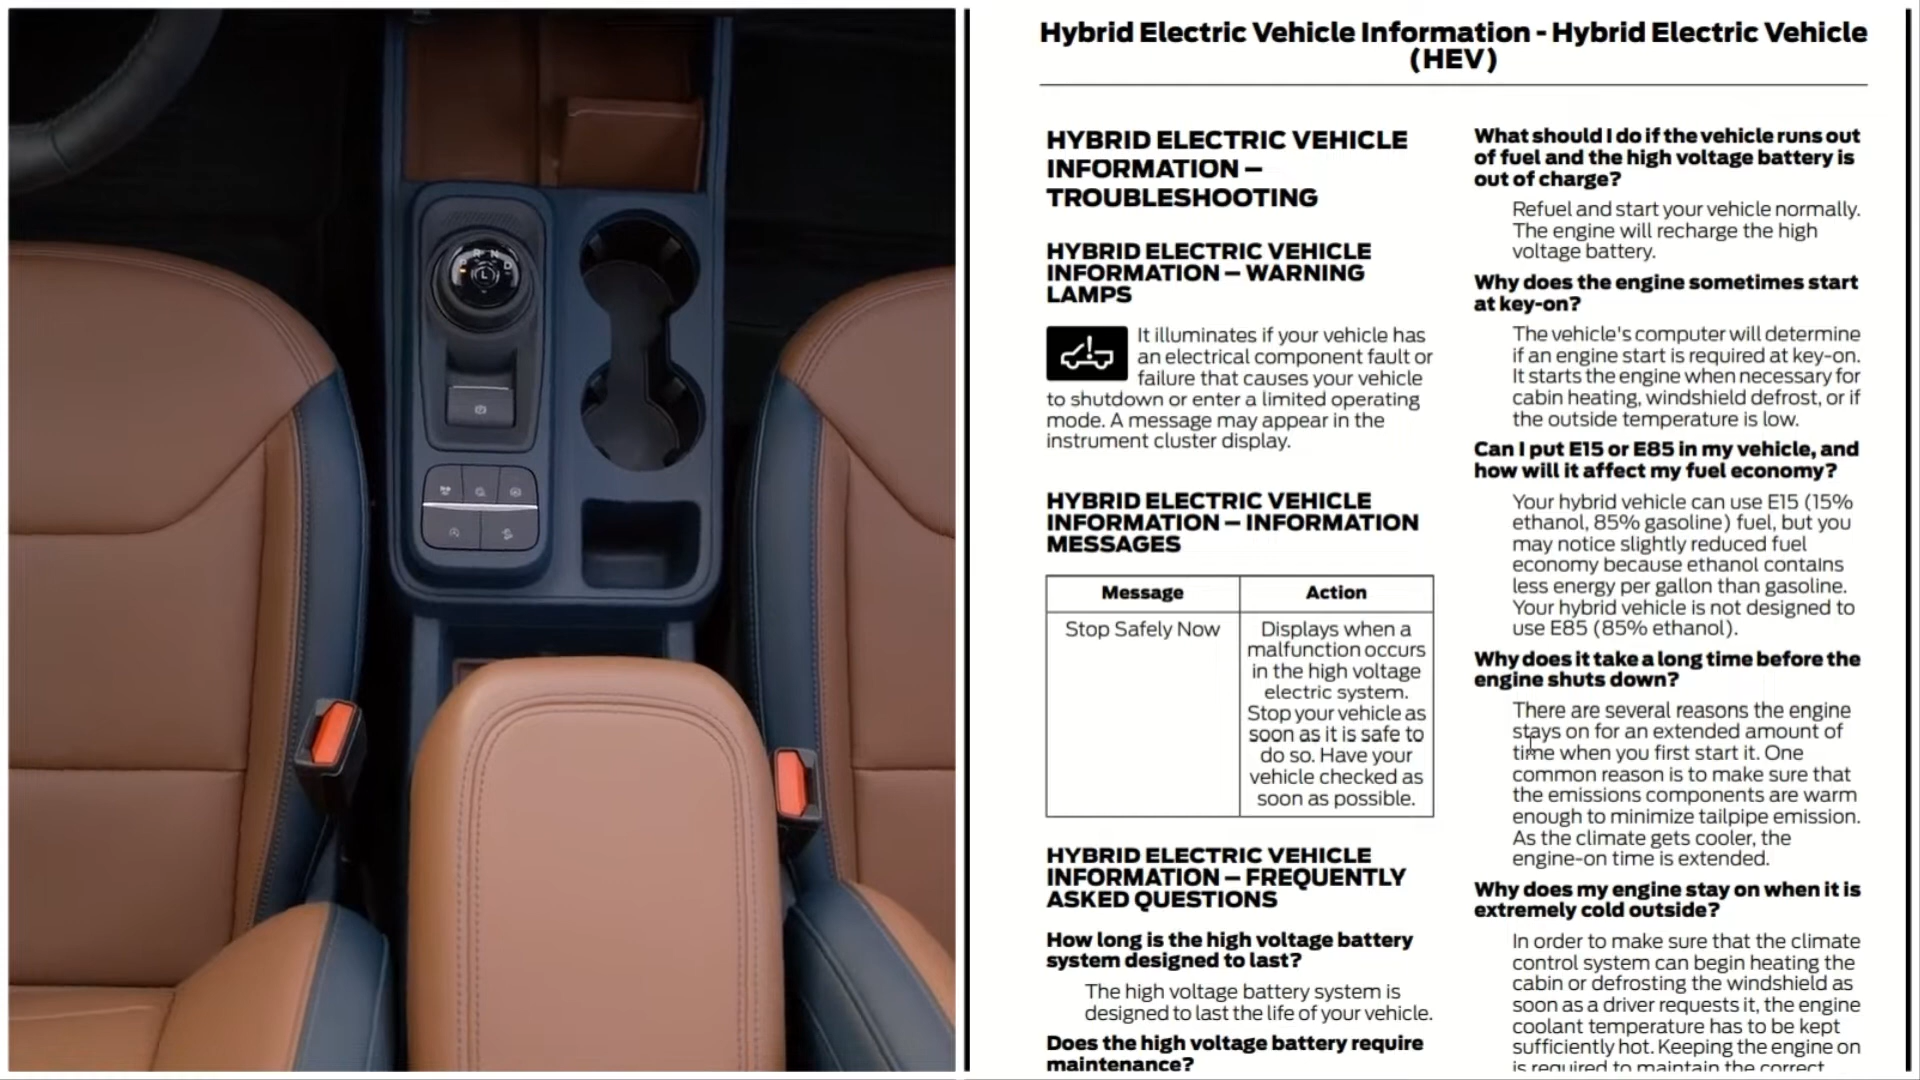 P R N D
L
Hybrid Electric Vehicle Information - Hybrid Electric Vehicle
(HEV)
HYBRID ELECTRIC VEHICLE
INFORMATION –
TROUBLESHOOTING
HYBRID ELECTRIC VEHICLE
INFORMATION – WARNING
LAMPS
It illuminates if your vehicle has
an electrical component fault or
failure that causes your vehicle
to shutdown or enter a limited operating
mode. A message may appear in the
instrument cluster display.
HYBRID ELECTRIC VEHICLE
INFORMATION – INFORMATION
MESSAGES
Message Action
Stop Safely Now Displays when a
malfunction occurs
in the high voltage
electric system.
Stop your vehicle as
soon as it is safe to
do so. Have your
vehicle checked as
soon as possible.
HYBRID ELECTRIC VEHICLE
INFORMATION – FREQUENTLY
ASKED QUESTIONS
How long is the high voltage battery
system designed to last?
The high voltage battery system is
designed to last the life of your vehicle.
Does the high voltage battery require
maintenance?
What should I do if the vehicle runs out
of fuel and the high voltage battery is
out of charge?
Refuel and start your vehicle normally.
The engine will recharge the high
voltage battery.
Why does the engine sometimes start
at key-on?
The vehicle's computer will determine
if an engine start is required at key-on.
It starts the engine when necessary for
cabin heating, windshield defrost, or if
the outside temperature is low.
Can I put E15 or E85 in my vehicle, and
how will it affect my fuel economy?
Your hybrid vehicle can use E15 (15%
ethanol, 85% gasoline) fuel, but you
may notice slightly reduced fuel
economy because ethanol contains
less energy per gallon than gasoline.
Your hybrid vehicle is not designed to
use E85 (85% ethanol).
Why does it take a long time before the
engine shuts down?
There are several reasons the engine
stays on for an extended amount of
time when you first start it. One
common reason is to make sure that
the emissions components are warm
enough to minimize tailpipe emission.
As the climate gets cooler, the
engine-on time is extended.
Why does my engine stay on when it is
extremely cold outside?
In order to make sure that the climate
control system can begin heating the
cabin or defrosting the windshield as
soon as a driver requests it, the engine
coolant temperature has to be kept
sufficiently hot. Keeping the engine on
is required to maintain the correct